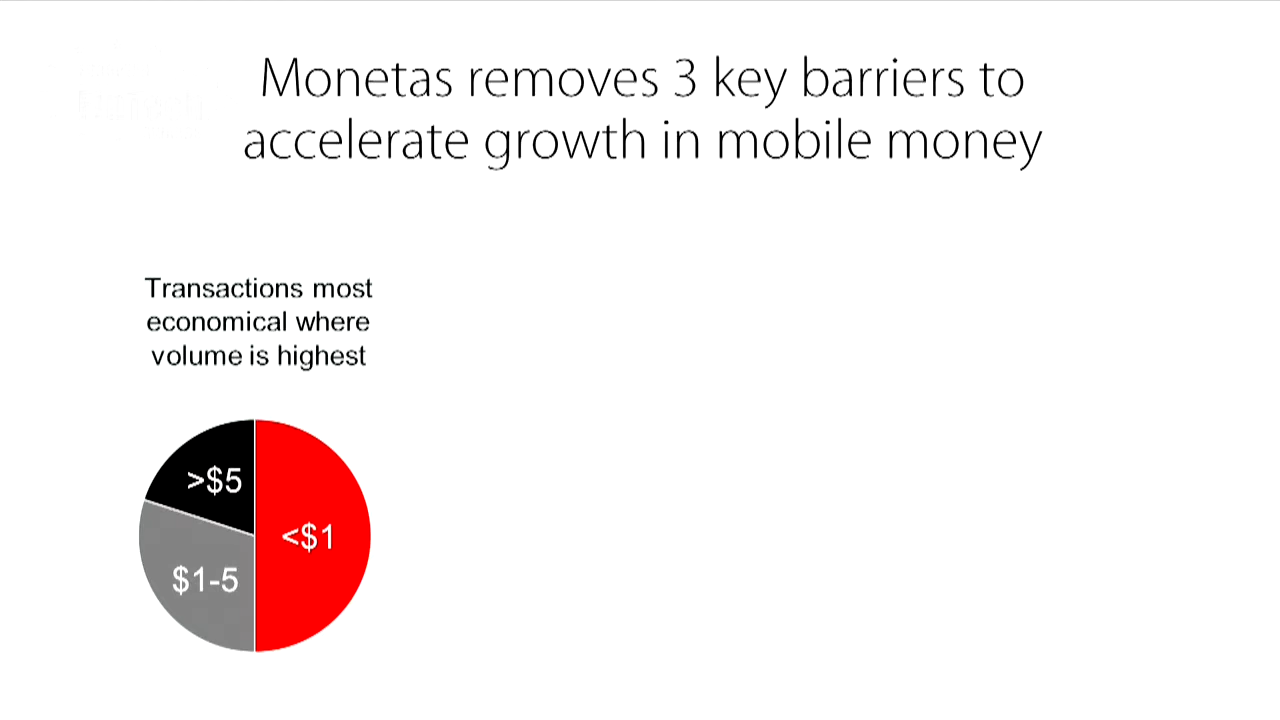 Monetas removes 3 key barriers to
accelerate growth in mobile money
Transactions most
economical where
volume is highest
>$5
<$1
$1-5